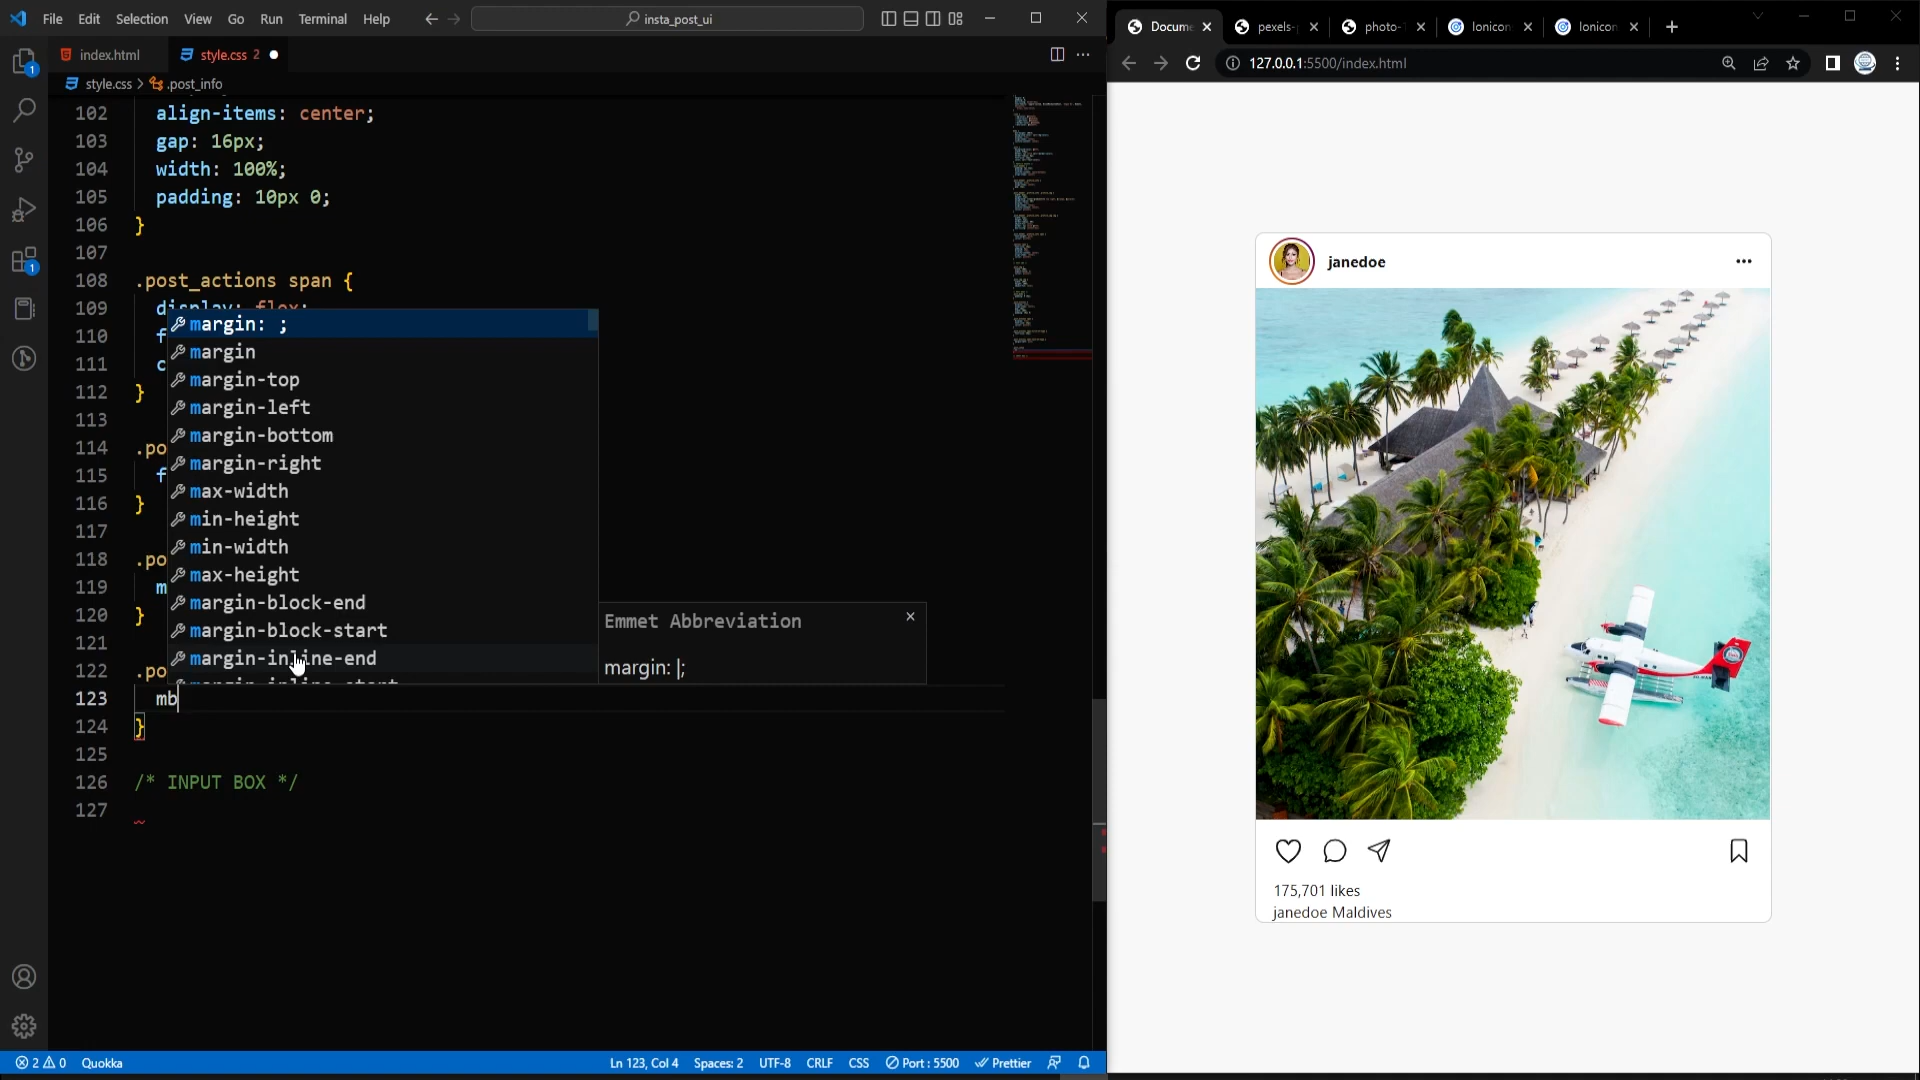 File Edit Selection View Go Run Terminal Help
insta_post_ui
index.html
style.css 2
style.css > .post_info
102 align-items: center;
103 gap: 16px;
104 width: 100%;
105 padding: 10px 0;
106 }
107
108 .post_actions span {
109 display: flex;
110 f
111 c
112 }
113
114 .po
115 f
116 }
117
118 .po
119 m
120 }
121
122 .po
123 mb
124 }
125
126 /* INPUT BOX */
127
margin: ;
margin
margin-top
margin-left
margin-bottom
margin-right
max-width
min-height
min-width
max-height
margin-block-end
margin-block-start
margin-inline-end
margin-inline-start
Emmet Abbreviation
margin: |;
1
1
2 0 Quokka
Ln 123, Col 4 Spaces: 2 UTF-8 CRLF CSS Port : 5500 Prettier
Docume
pexels-
photo-1
Ionicon
Ionicon
127.0.0.1:5500/index.html
janedoe
175,701 likes
janedoe Maldives